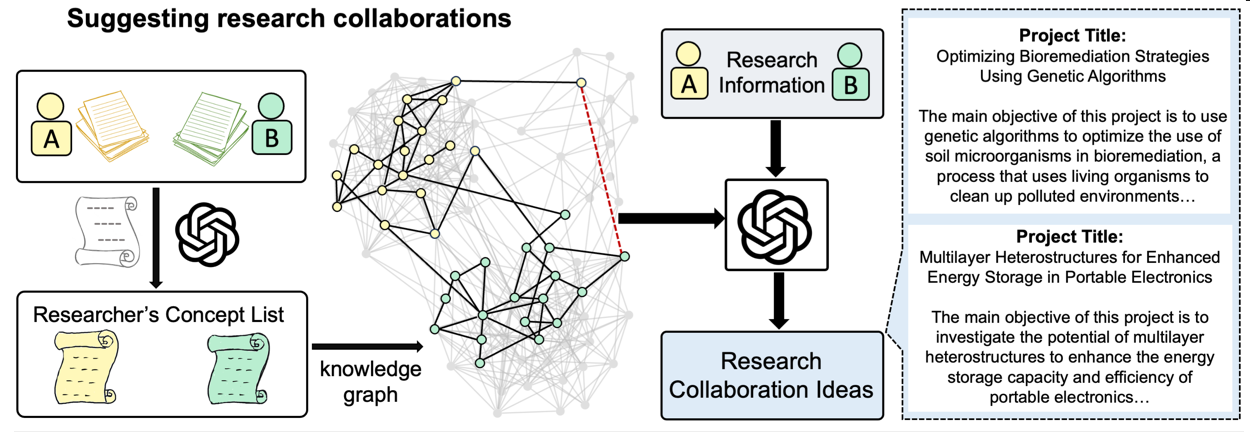 Suggesting research collaborations
A
B
Researcher's Concept List
knowledge
graph
A
Research
Information
B
Research
Collaboration Ideas
Project Title:
Optimizing Bioremediation Strategies
Using Genetic Algorithms
The main objective of this project is to use
genetic algorithms to optimize the use of
soil microorganisms in bioremediation, a
process that uses living organisms to
clean up polluted environments…
Project Title:
Multilayer Heterostructures for Enhanced
Energy Storage in Portable Electronics
The main objective of this project is to
investigate the potential of multilayer
heterostructures to enhance the energy
storage capacity and efficiency of
portable electronics…